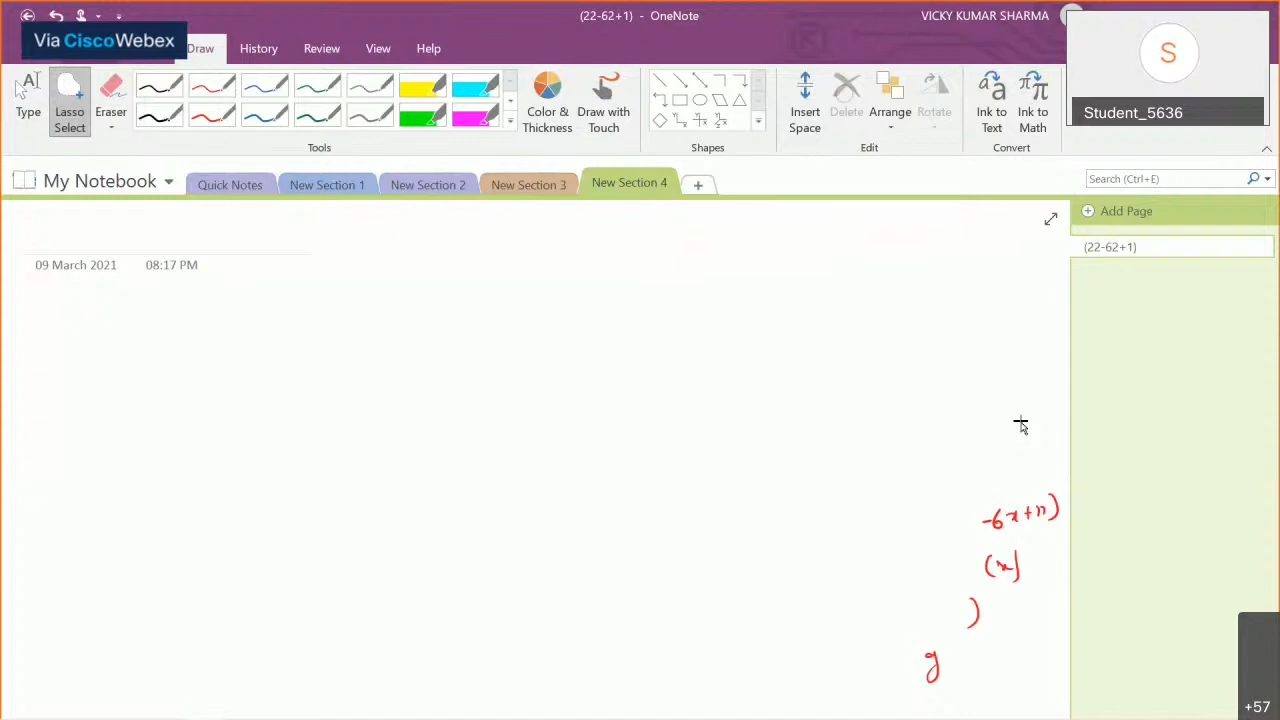 (22-62+1) - OneNote
VICKY KUMAR SHARMA
Via Cisco Webex
Draw
History
Review
View
Help
S
Student_5636
Type
Lasso Select
Eraser
Color & Thickness
Draw with Touch
Insert Space
Delete
Arrange
Rotate
Ink to Text
Ink to Math
Tools
Shapes
Edit
Convert
My Notebook
Quick Notes
New Section 1
New Section 2
New Section 3
New Section 4
Search (Ctrl+E)
Add Page
(22-62+1)
09 March 2021 08:17 PM
-6x+n)
(x)
)
g
+57